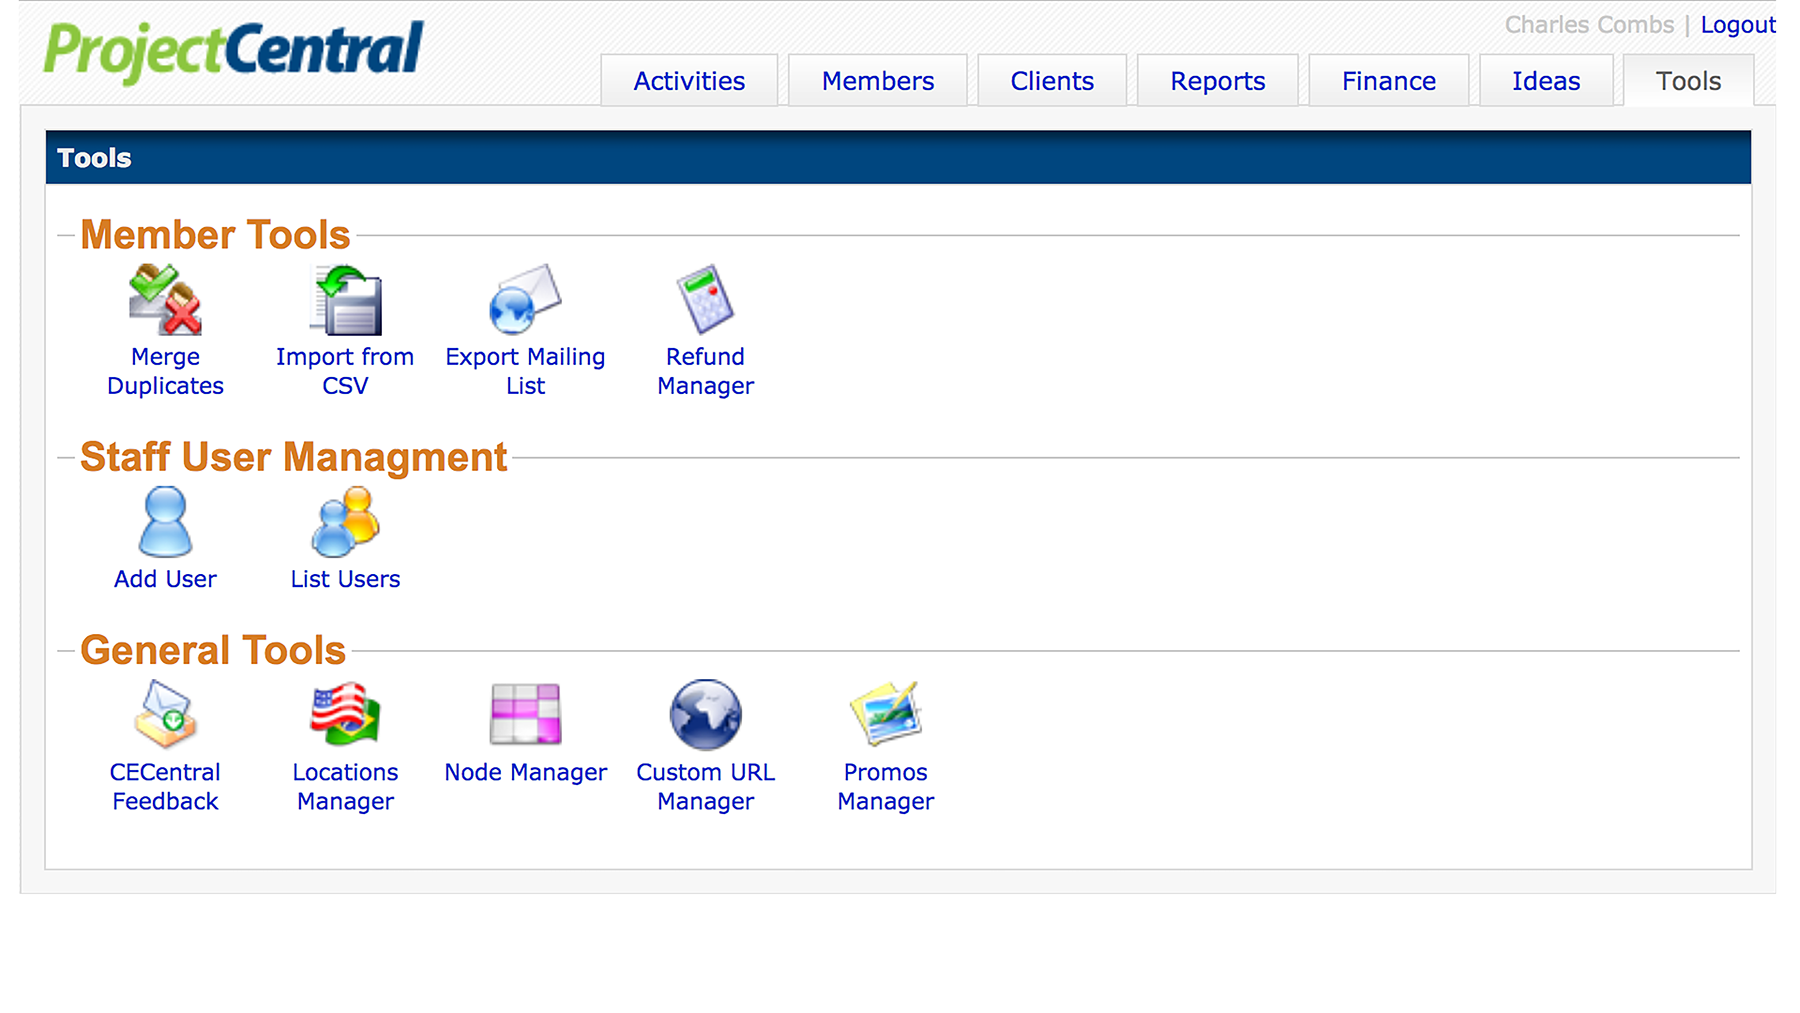 ProjectCentral
Charles Combs | Logout
Activities Members Clients Reports Finance Ideas Tools
Tools
Member Tools
Merge Duplicates
Import from CSV
Export Mailing List
Refund Manager
Staff User Managment
Add User
List Users
General Tools
CECentral Feedback
Locations Manager
Node Manager
Custom URL Manager
Promos Manager